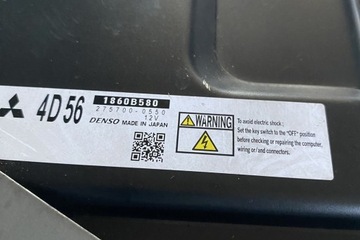 4D56
1860B580
275700-0550
12V
DENSO MADE IN JAPAN
WARNING
To avoid electric shock :
Set the key switch to the "OFF" position
before checking or repairing the computer,
wiring or/and connectors.